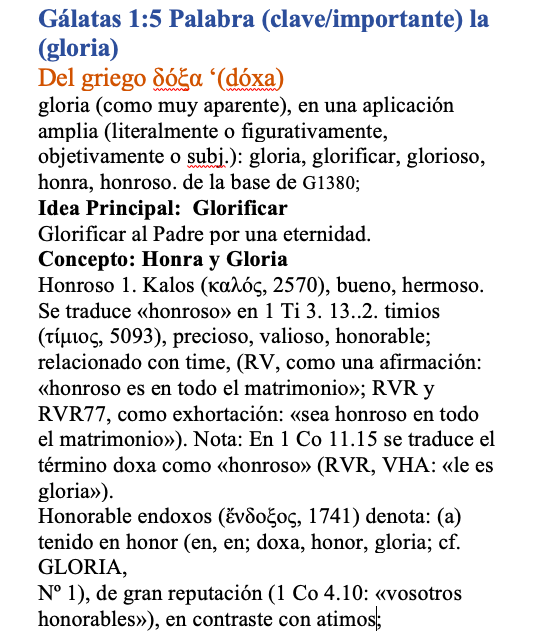 Gálatas 1:5 Palabra (clave/importante) la
(gloria)
Del griego δόξα ‘(dóxa)
gloria (como muy aparente), en una aplicación
amplia (literalmente o figurativamente,
objetivamente o subj.): gloria, glorificar, glorioso,
honra, honroso. de la base de G1380;
Idea Principal: Glorificar
Glorificar al Padre por una eternidad.
Concepto: Honra y Gloria
Honroso 1. Kalos (καλός, 2570), bueno, hermoso.
Se traduce «honroso» en 1 Ti 3. 13..2. timios
(τίμιος, 5093), precioso, valioso, honorable;
relacionado con time, (RV, como una afirmación:
«honroso es en todo el matrimonio»; RVR y
RVR77, como exhortación: «sea honroso en todo
el matrimonio»). Nota: En 1 Co 11.15 se traduce el
término doxa como «honroso» (RVR, VHA: «le es
gloria»).
Honorable endoxos (ἔνδοξος, 1741) denota: (a)
tenido en honor (en, en; doxa, honor, gloria; cf.
GLORIA,
Nº 1), de gran reputación (1 Co 4.10: «vosotros
honorables»), en contraste con atimos;